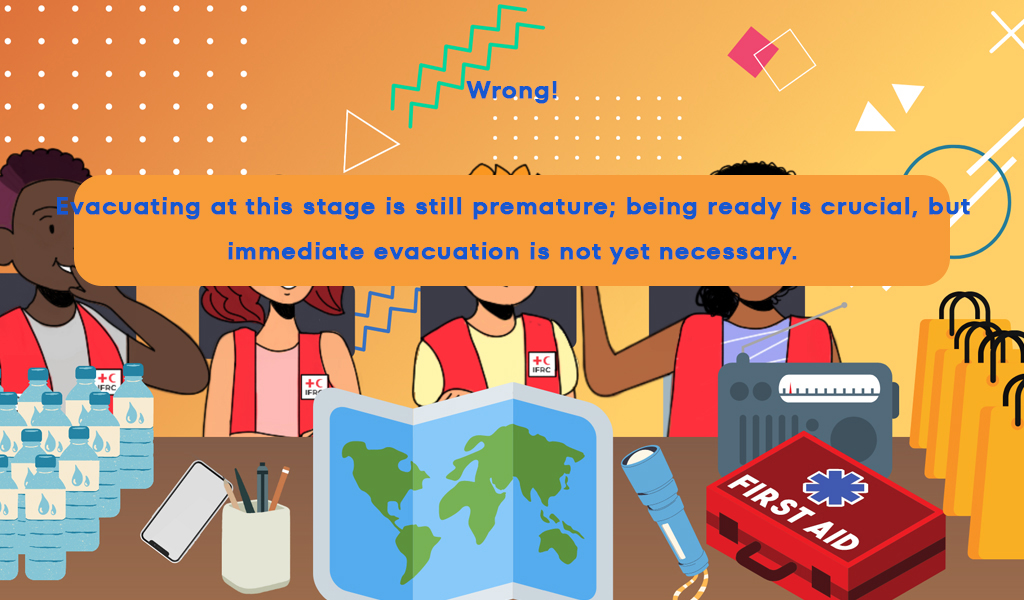 Wrong!
Evacuating at this stage is still premature; being ready is crucial, but
immediate evacuation is not yet necessary.
IFRC
IFRC
IFRC
FIRST AID